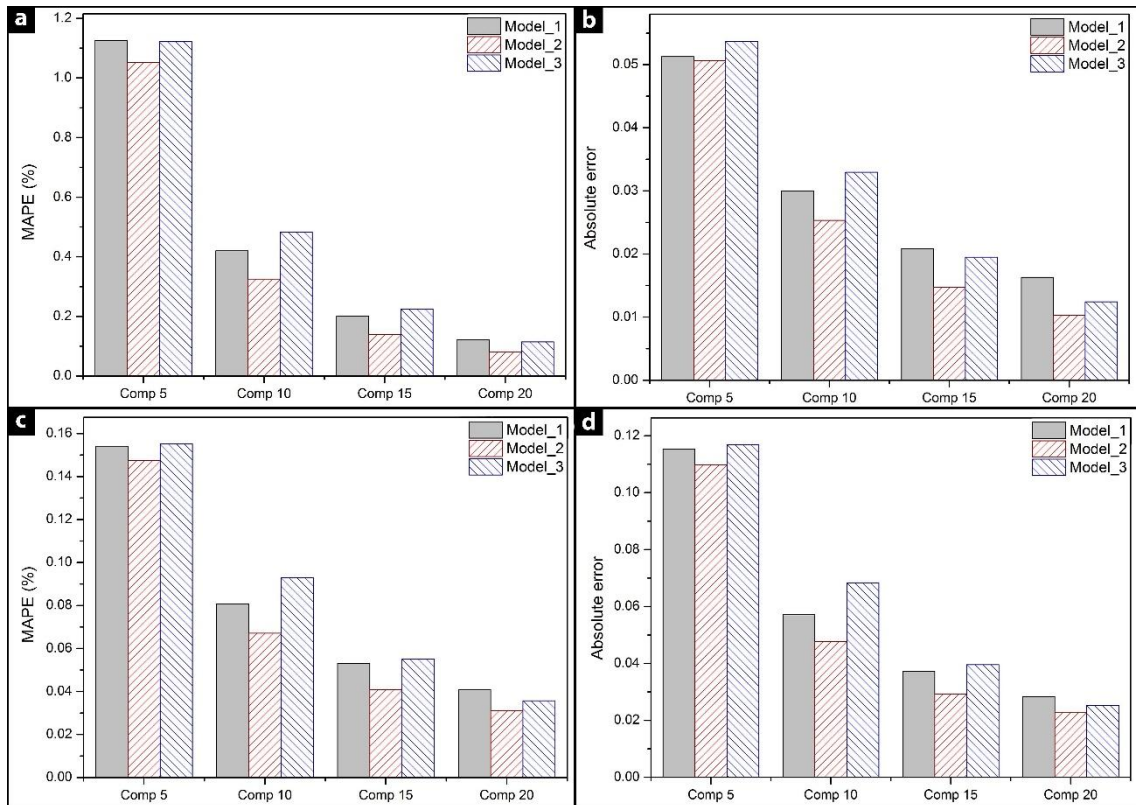 a
Model_1
Model_2
Model_3
MAPE (%)
1.2
1.0
0.8
0.6
0.4
0.2
0.0
Comp 5 Comp 10 Comp 15 Comp 20
b
Model_1
Model_2
Model_3
Absolute error
0.05
0.04
0.03
0.02
0.01
0.00
Comp 5 Comp 10 Comp 15 Comp 20
c
Model_1
Model_2
Model_3
MAPE (%)
0.16
0.14
0.12
0.10
0.08
0.06
0.04
0.02
0.00
Comp 5 Comp 10 Comp 15 Comp 20
d
Model_1
Model_2
Model_3
Absolute error
0.12
0.10
0.08
0.06
0.04
0.02
0.00
Comp 5 Comp 10 Comp 15 Comp 20